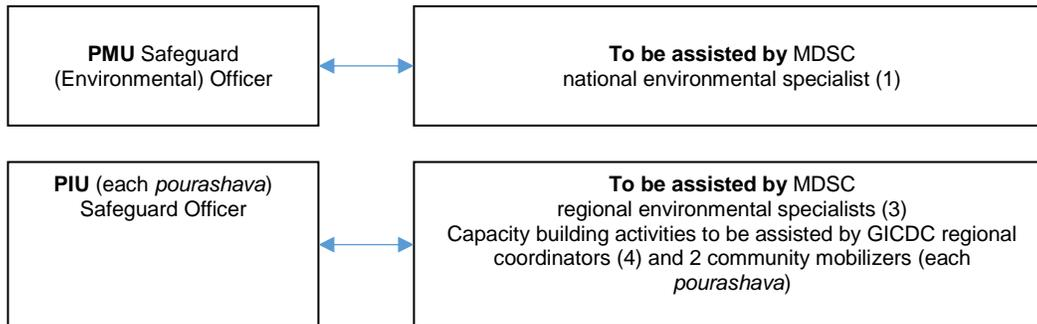 PMU Safeguard
(Environmental) Officer
To be assisted by MDSC
national environmental specialist (1)
PIU (each pourashava)
Safeguard Officer
To be assisted by MDSC
regional environmental specialists (3)
Capacity building activities to be assisted by GICDC regional
coordinators (4) and 2 community mobilizers (each
pourashava)